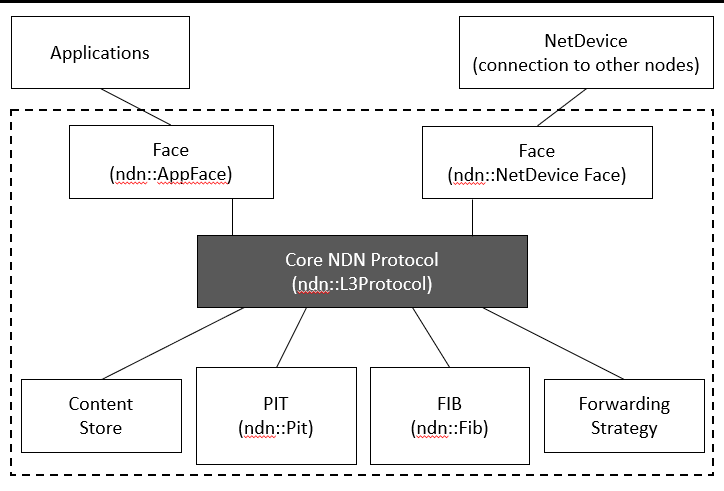 Applications
NetDevice
(connection to other nodes)
Face
(ndn::AppFace)
Face
(ndn::NetDevice Face)
Core NDN Protocol
(ndn::L3Protocol)
Content
Store
PIT
(ndn::Pit)
FIB
(ndn::Fib)
Forwarding
Strategy